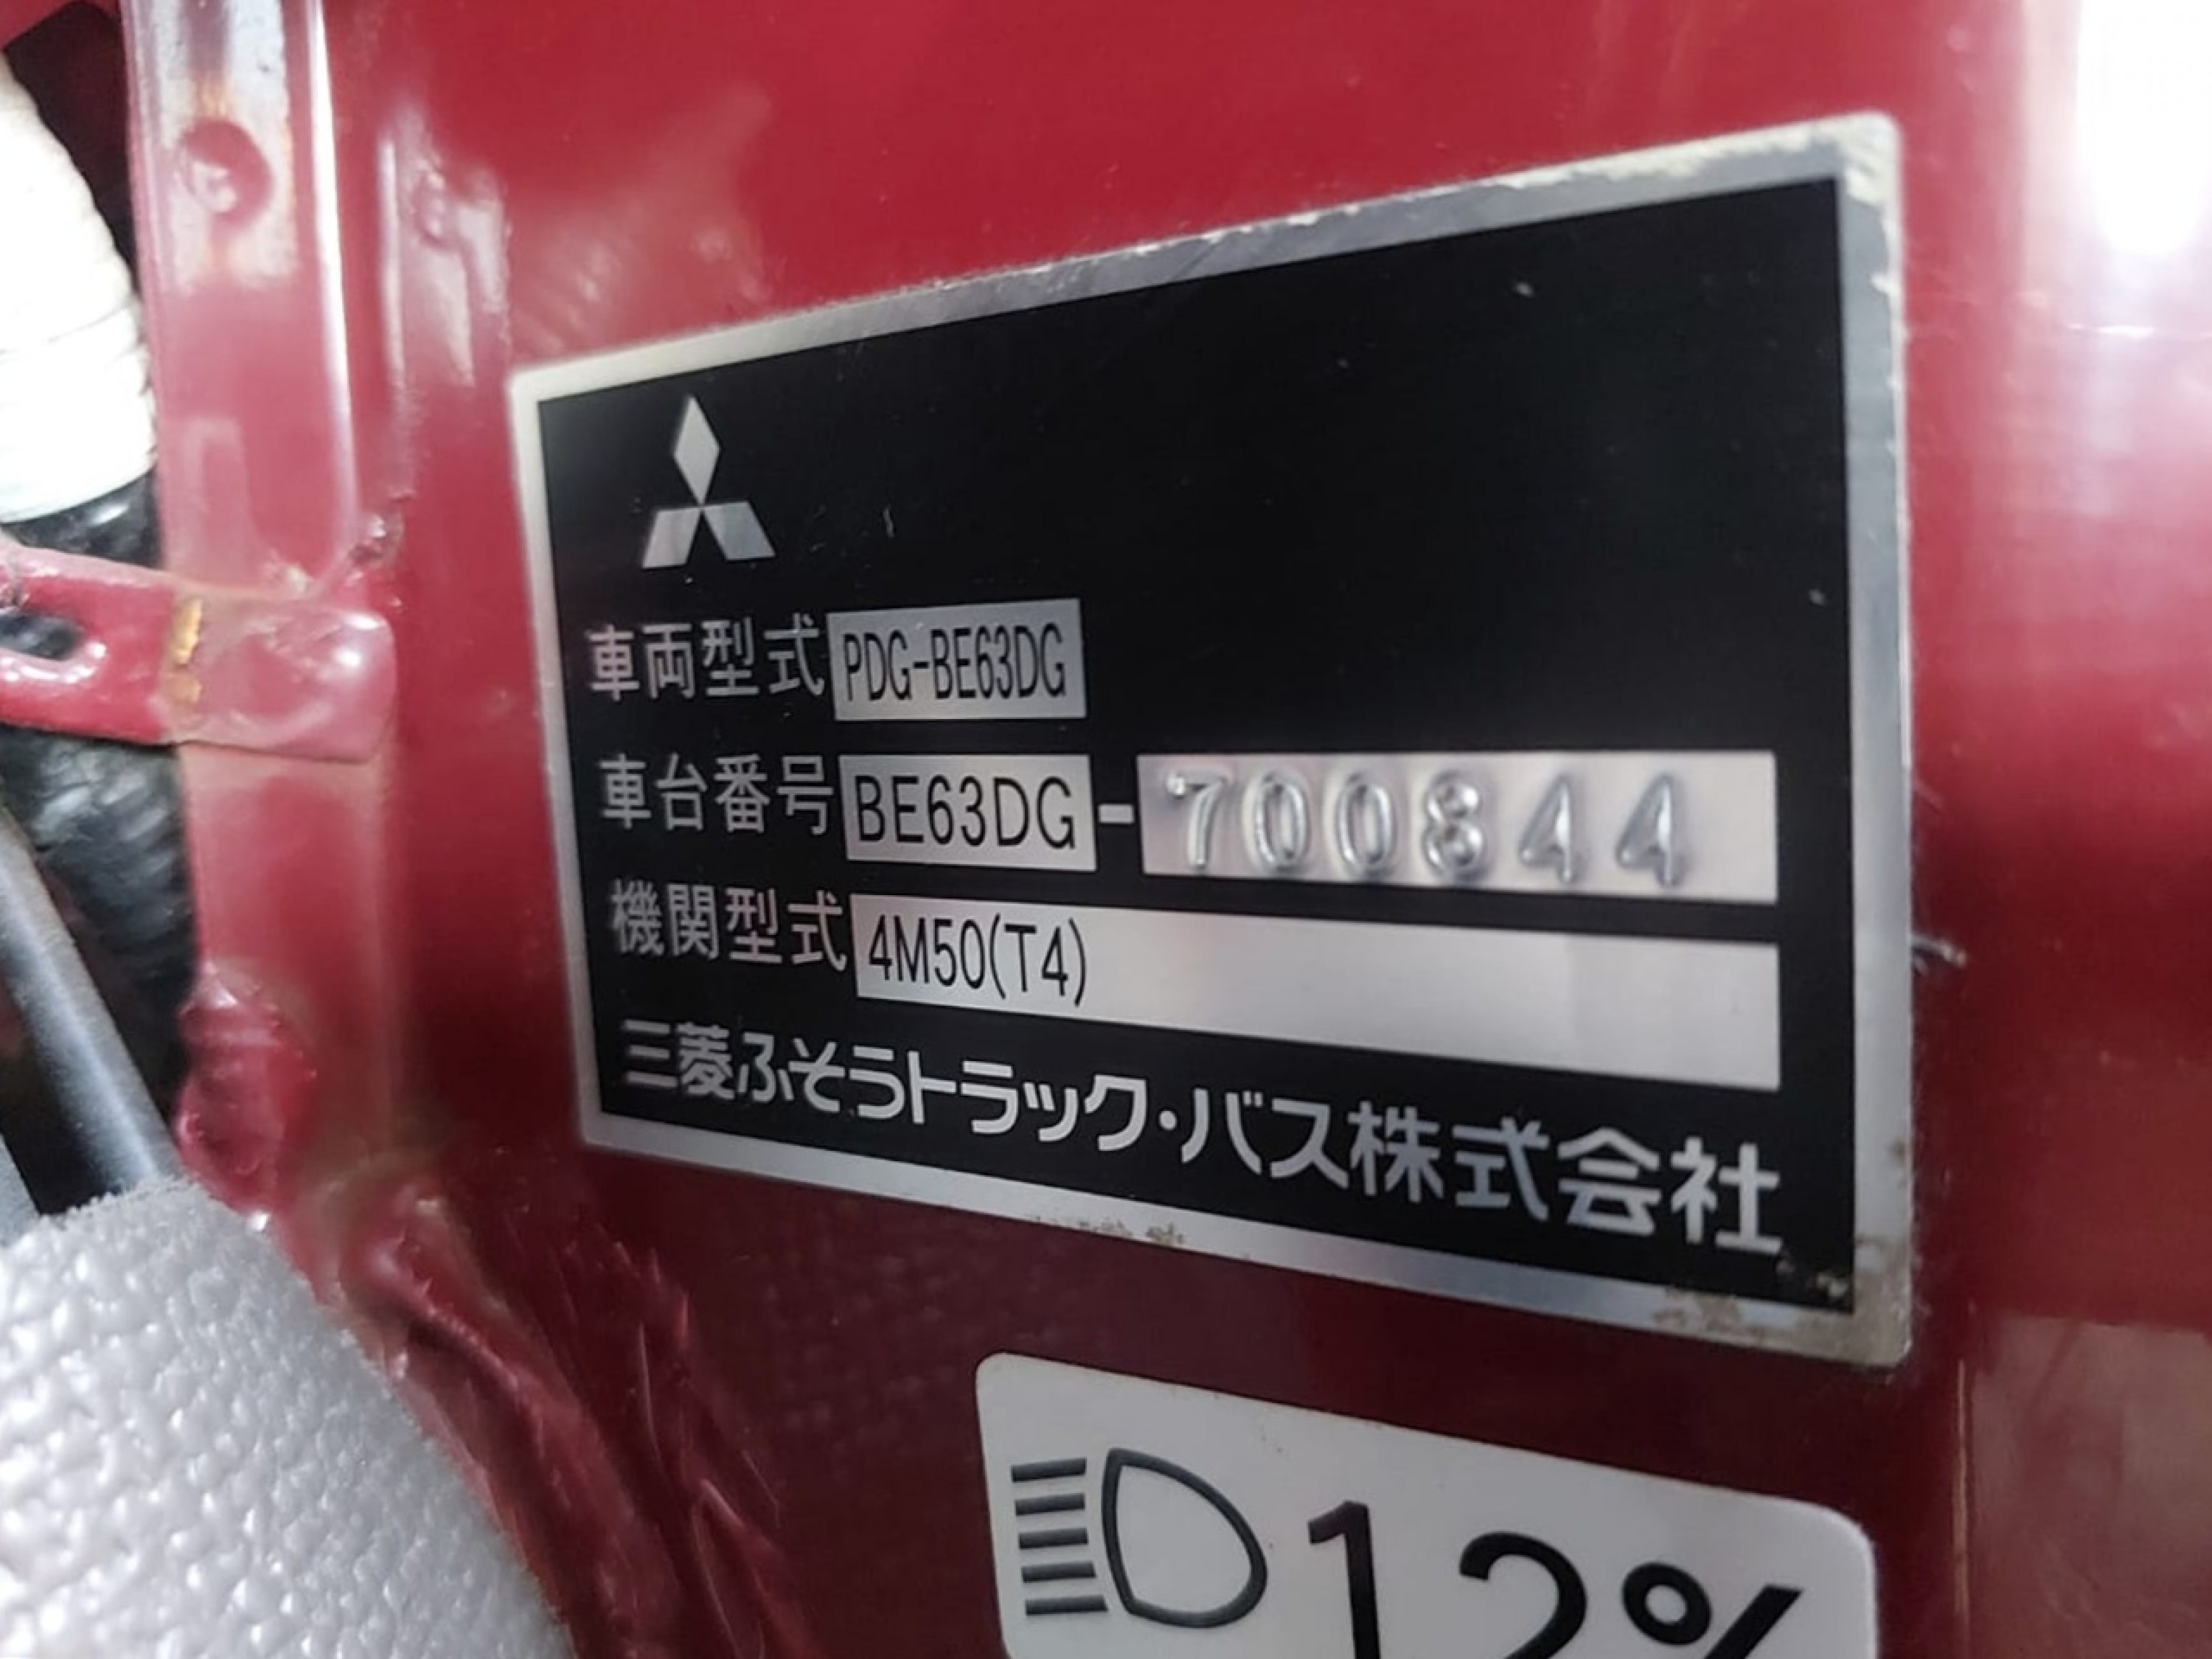 車両型式 PDG-BE63DG
車台番号 BE63DG-700844
機関型式 4M50(T4)
三菱ふそうトラック・バス株式会社
12%